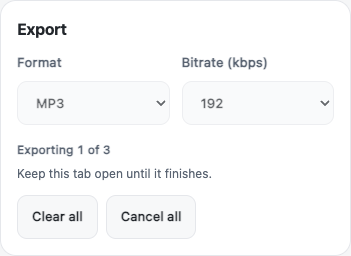 Export
Format Bitrate (kbps)
MP3 192
Exporting 1 of 3
Keep this tab open until it finishes.
Clear all Cancel all